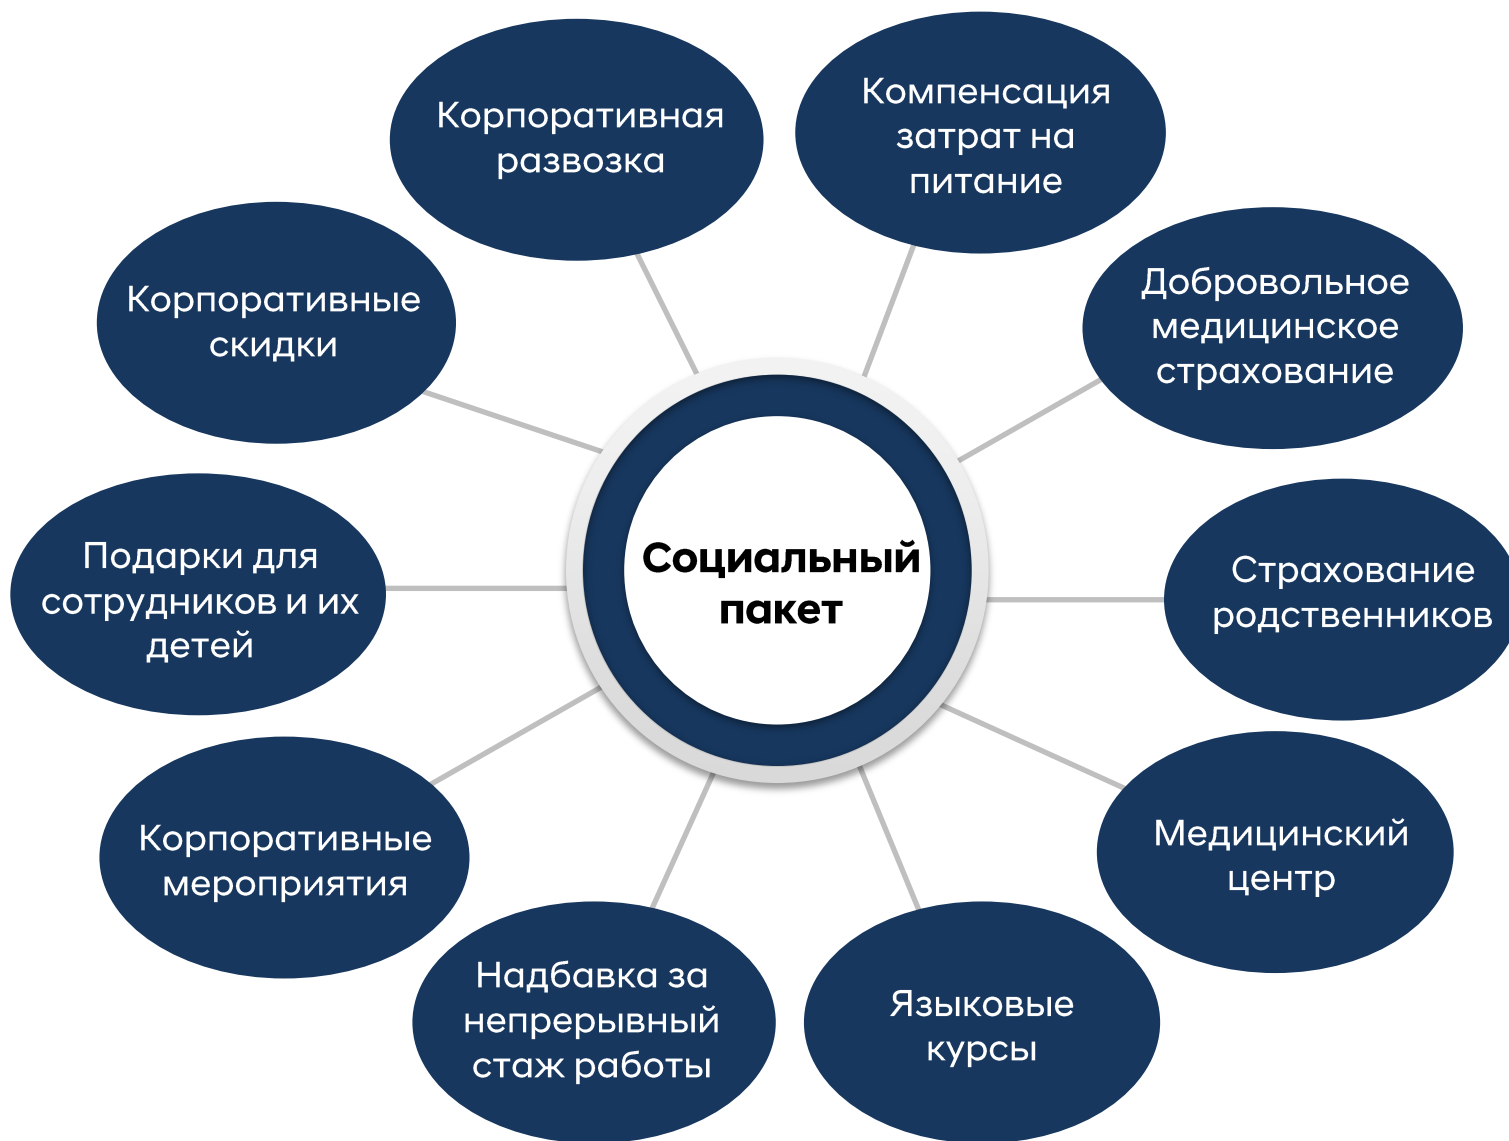 Корпоративная
развозка
Компенсация
затрат на
питание
Корпоративные
скидки
Добровольное
медицинское
страхование
Подарки для
сотрудников и их
детей
Социальный
пакет
Страхование
родственников
Корпоративные
мероприятия
Медицинский
центр
Надбавка за
непрерывный
стаж работы
Языковые
курсы